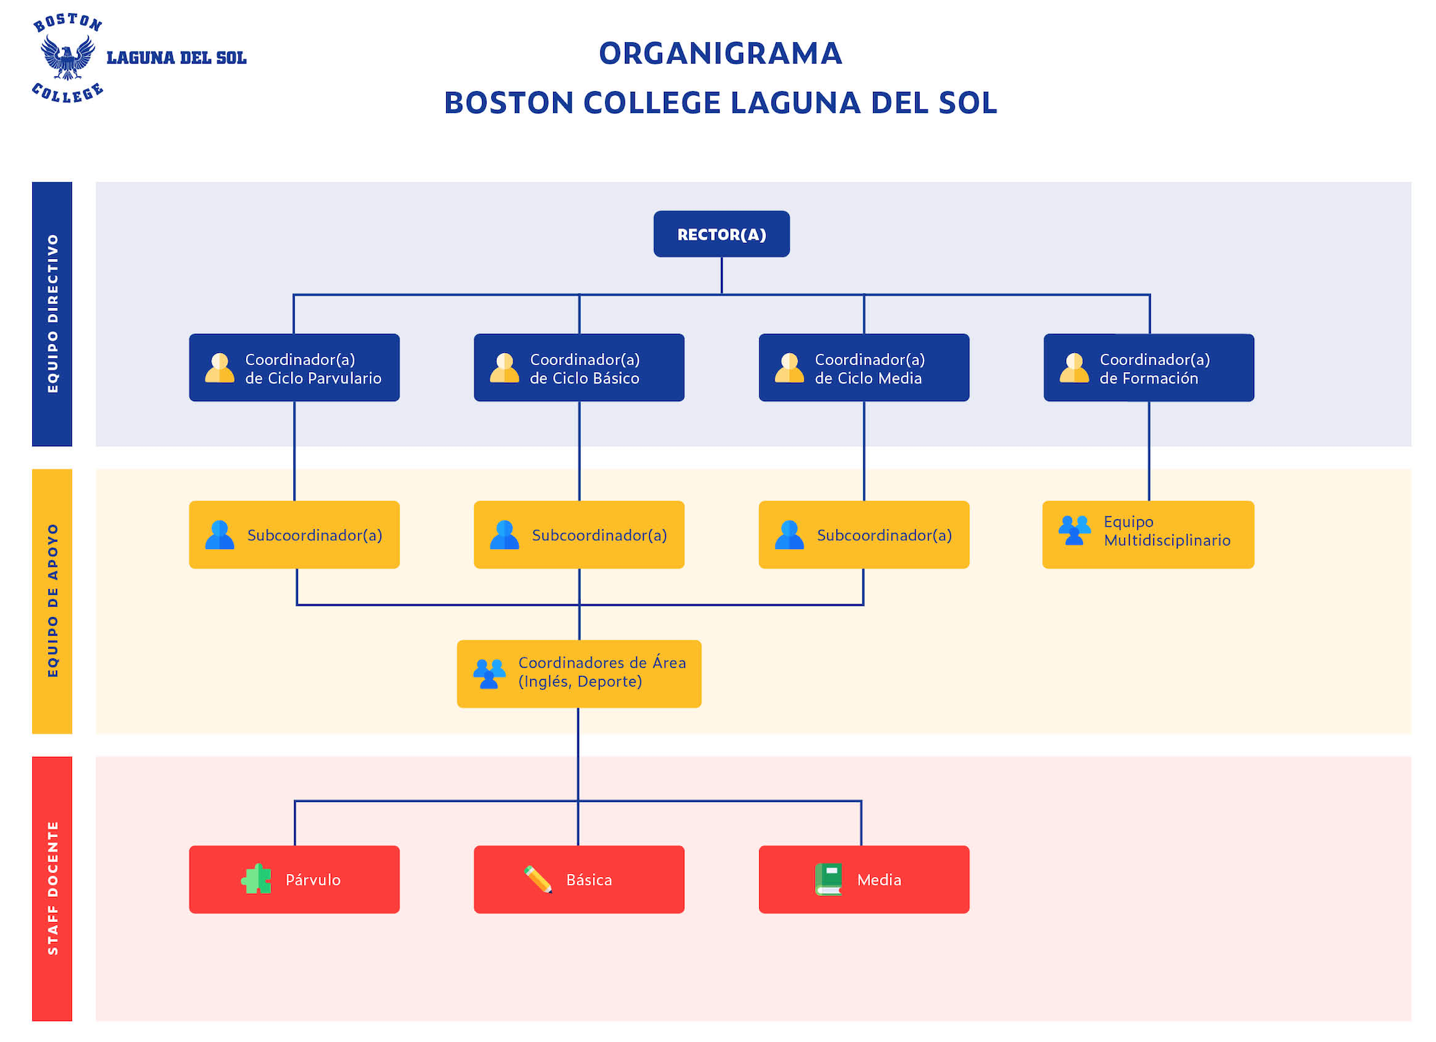 BOSTON
LAGUNA DEL SOL
COLLEGE
ORGANIGRAMA
BOSTON COLLEGE LAGUNA DEL SOL
EQUIPO DIRECTIVO
RECTOR(A)
Coordinador(a)
de Ciclo Parvulario
Coordinador(a)
de Ciclo Básico
Coordinador(a)
de Ciclo Media
Coordinador(a)
de Formación
EQUIPO DE APOYO
Subcoordinador(a)
Subcoordinador(a)
Subcoordinador(a)
Equipo
Multidisciplinario
Coordinadores de Área
(Inglés, Deporte)
STAFF DOCENTE
Párvulo
Básica
Media